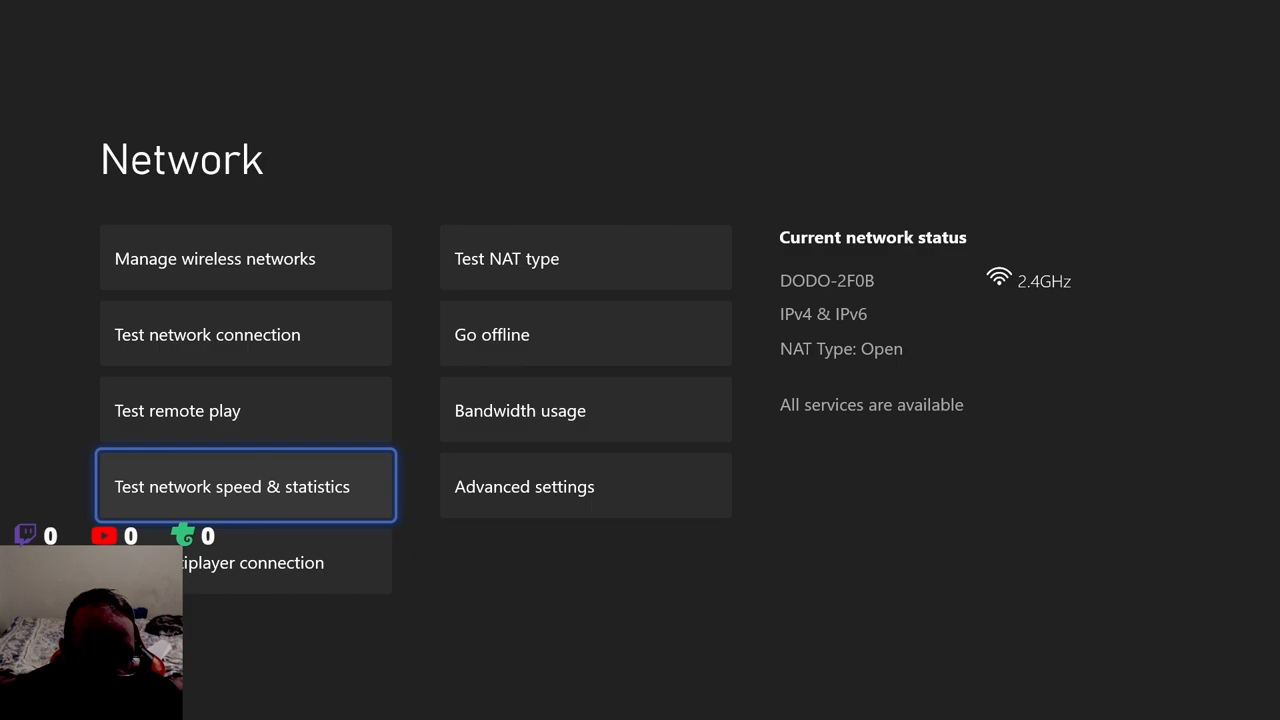 Network
Manage wireless networks
Test network connection
Test remote play
Test network speed & statistics
tiplayer connection
Test NAT type
Go offline
Bandwidth usage
Advanced settings
Current network status
DODO-2F0B
2.4GHz
IPv4 & IPv6
NAT Type: Open
All services are available
0
0
0